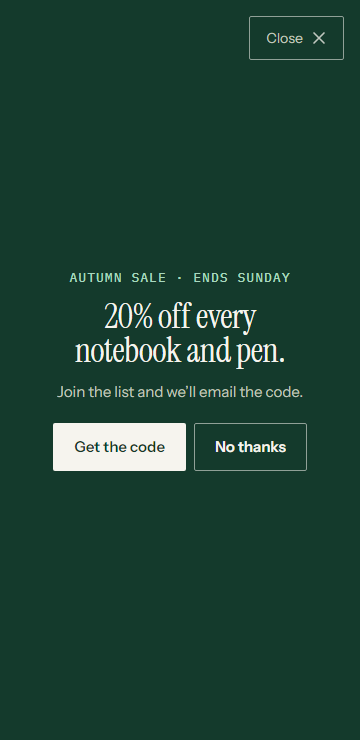 Close
AUTUMN SALE · ENDS SUNDAY
20% off every
notebook and pen.
Join the list and we'll email the code.
Get the code
No thanks